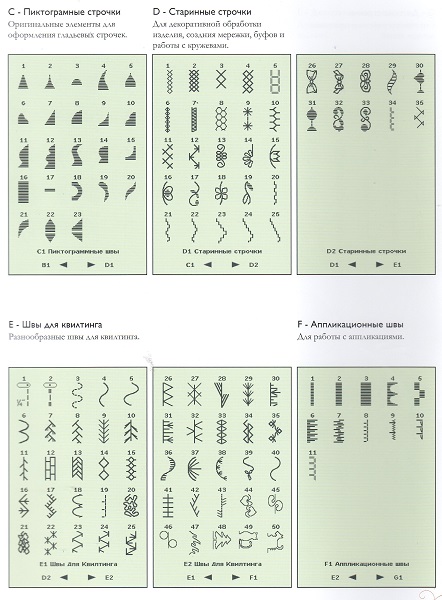 C - Пиктограмные строчки
Оригинальные элементы для
оформления гладьевых строчек.
D - Старинные строчки
Для декоративной обработки
изделия, создния мережки, буфов и
работы с кружевами.
1 2 3 4 5
6 7 8 9 10
11 12 13 14 15
16 17 18 19 20
21 22 23
C1 Пиктограммные швы
B1 D1
1 2 3 4 5
6 7 8 9 10
11 12 13 14 15
16 17 18 19 20
21 22 23 24 25
D1 Старинные строчки
C1 D2
26 27 28 29 30
31 32 33 34 35
D2 Старинные строчки
D1 E1
E - Швы для квилтинга
Разнообразные швы для квилтинга.
F - Аппликационные швы
Для работы с аппликациями.
1 2 3 4 5
6 7 8 9 10
11 12 13 14 15
16 17 18 19 20
21 22 23 24 25
E1 Швы Для Квилтинга
D2 E2
26 27 28 29 30
31 32 33 34 35
36 37 38 39 40
41 42 43 44 45
46 47 48 49 50
E2 Швы Для Квилтинга
E1 F1
1 2 3 4 5
6 7 8 9 10
11
F1 Аппликационные швы
E2 G1